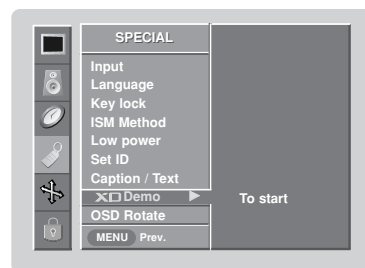 SPECIAL
Input
Language
Key lock
ISM Method
Low power
Set ID
Caption / Text
XD Demo ▶ To start
OSD Rotate
MENU Prev.